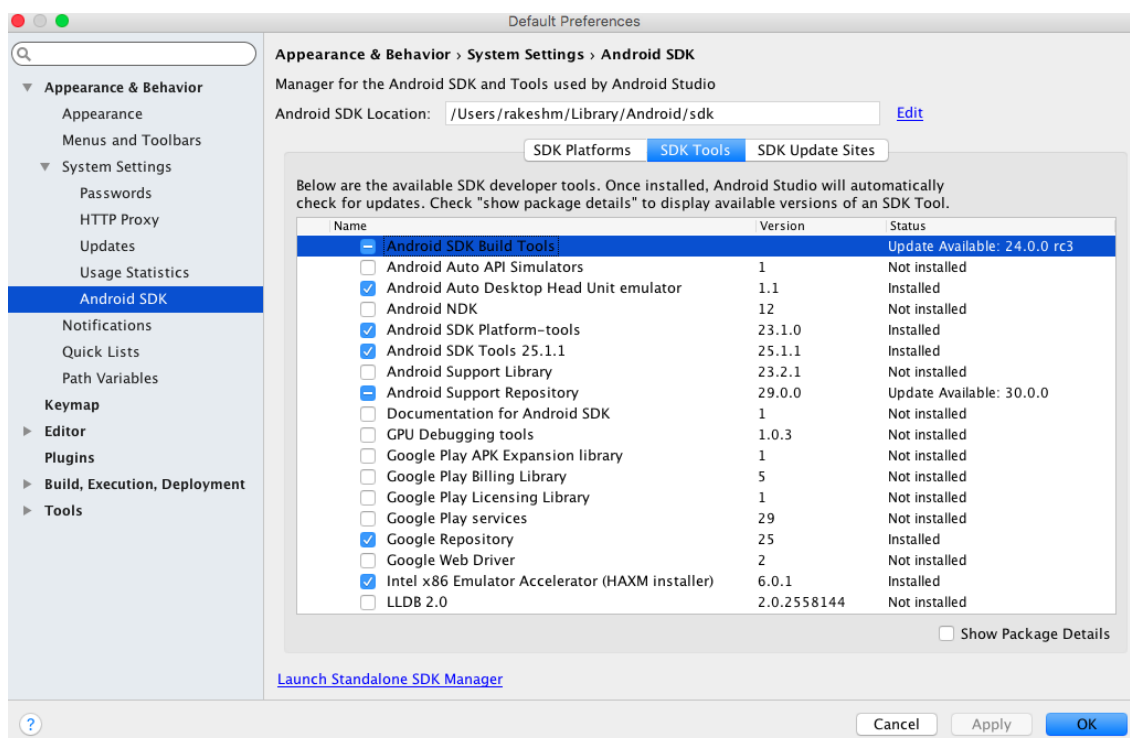 Default Preferences
Appearance & Behavior
Appearance
Menus and Toolbars
System Settings
Passwords
HTTP Proxy
Updates
Usage Statistics
Android SDK
Notifications
Quick Lists
Path Variables
Keymap
Editor
Plugins
Build, Execution, Deployment
Tools
Appearance & Behavior › System Settings › Android SDK
Manager for the Android SDK and Tools used by Android Studio
Android SDK Location: /Users/rakeshm/Library/Android/sdk Edit
SDK Platforms SDK Tools SDK Update Sites
Below are the available SDK developer tools. Once installed, Android Studio will automatically
check for updates. Check "show package details" to display available versions of an SDK Tool.
Name Version Status
Android SDK Build Tools Update Available: 24.0.0 rc3
Android Auto API Simulators 1 Not installed
Android Auto Desktop Head Unit emulator 1.1 Installed
Android NDK 12 Not installed
Android SDK Platform-tools 23.1.0 Installed
Android SDK Tools 25.1.1 25.1.1 Installed
Android Support Library 23.2.1 Not installed
Android Support Repository 29.0.0 Update Available: 30.0.0
Documentation for Android SDK 1 Not installed
GPU Debugging tools 1.0.3 Not installed
Google Play APK Expansion library 1 Not installed
Google Play Billing Library 5 Not installed
Google Play Licensing Library 1 Not installed
Google Play services 29 Not installed
Google Repository 25 Installed
Google Web Driver 2 Not installed
Intel x86 Emulator Accelerator (HAXM installer) 6.0.1 Installed
LLDB 2.0 2.0.2558144 Not installed
Show Package Details
Launch Standalone SDK Manager
? Cancel Apply OK